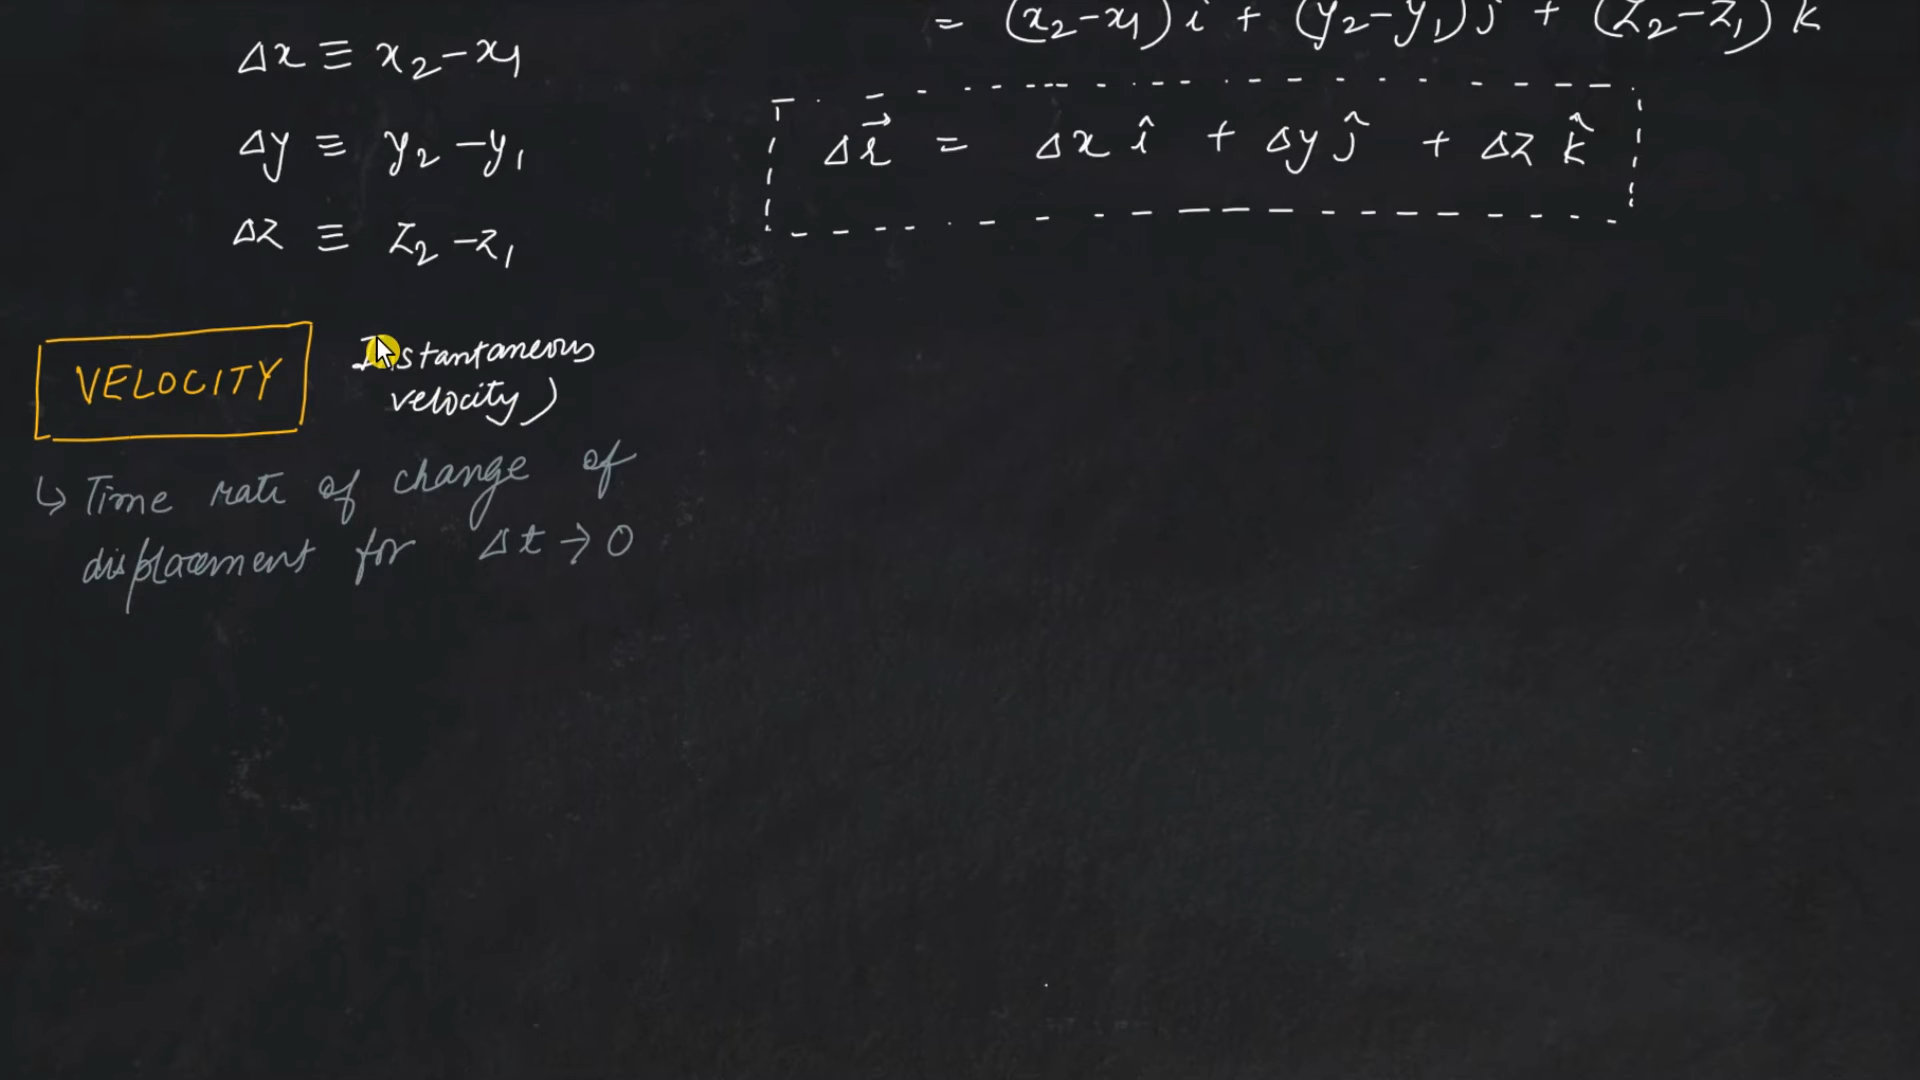 = (x₂-x₁) i + (y₂-y₁) j + (z₂-z₁) k
Δx ≡ x₂-x₁
Δy ≡ y₂-y₁
Δz ≡ z₂-z₁
Δr⃗ = Δx î + Δy ĵ + Δz k̂
VELOCITY
Instantaneous
velocity)
↳ Time rate of change of
displacement for Δt → 0